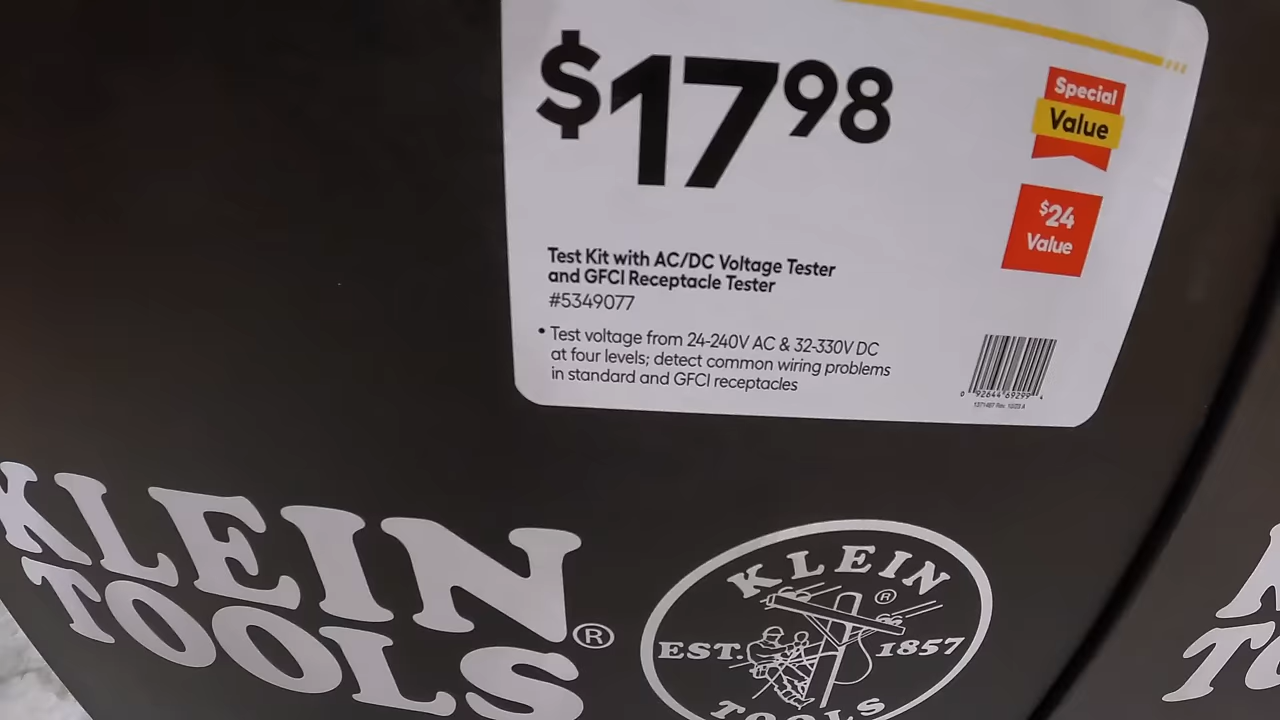 $17 98
Special
Value
$24
Value
Test Kit with AC/DC Voltage Tester
and GFCI Receptacle Tester
#5349077
• Test voltage from 24-240V AC & 32-330V DC
at four levels; detect common wiring problems
in standard and GFCI receptacles
0 92644 69299 4
KLEIN
TOOLS®
KLEIN
®
EST. 1857
TOOLS